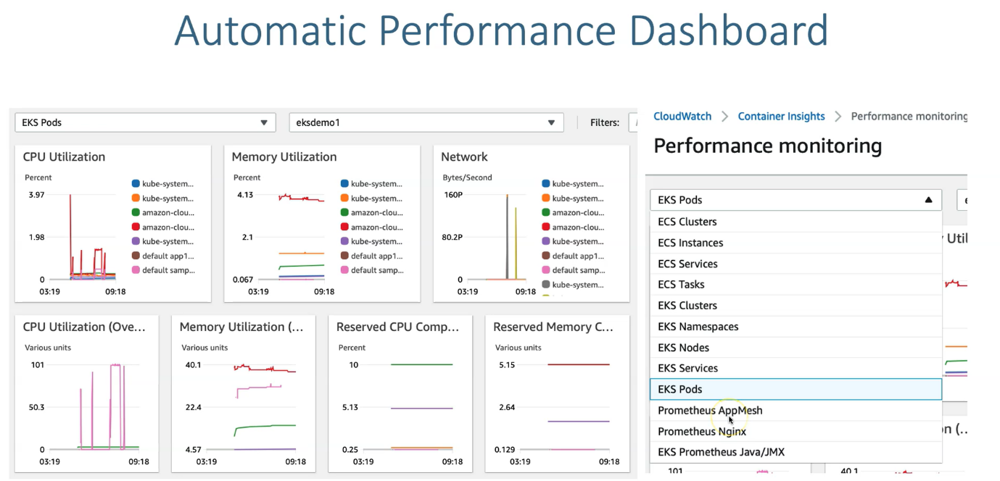 Automatic Performance Dashboard
EKS Pods
eksdemo1
Filters:
CPU Utilization
Percent
3.97
1.98
0
03:19
09:18
kube-system...
kube-system...
amazon-clou...
amazon-clou...
kube-system...
default app1...
default samp...
Memory Utilization
Percent
4.13
2.1
0.067
03:19
09:18
kube-system...
kube-system...
amazon-clou...
amazon-clou...
kube-system...
default app1...
default samp...
Network
Bytes/Second
160P
80.2P
0
03:19
09:18
kube-system...
kube-system...
amazon-clou...
amazon-clou...
kube-system...
default app1...
default samp...
kube-system...
CPU Utilization (Ove...
Various units
101
50.3
0
03:19
09:18
Memory Utilization (...
Various units
40.1
22.4
4.57
03:19
09:18
Reserved CPU Comp...
Percent
10
5.13
0.25
03:19
09:18
Reserved Memory C...
Various units
5.15
2.64
0.129
03:19
09:18
CloudWatch > Container Insights > Performance monitoring
Performance monitoring
EKS Pods
ECS Clusters
ECS Instances
ECS Services
ECS Tasks
EKS Clusters
EKS Namespaces
EKS Nodes
EKS Services
EKS Pods
Prometheus AppMesh
Prometheus Nginx
EKS Prometheus Java/JMX
Util
on (..
101
40.1